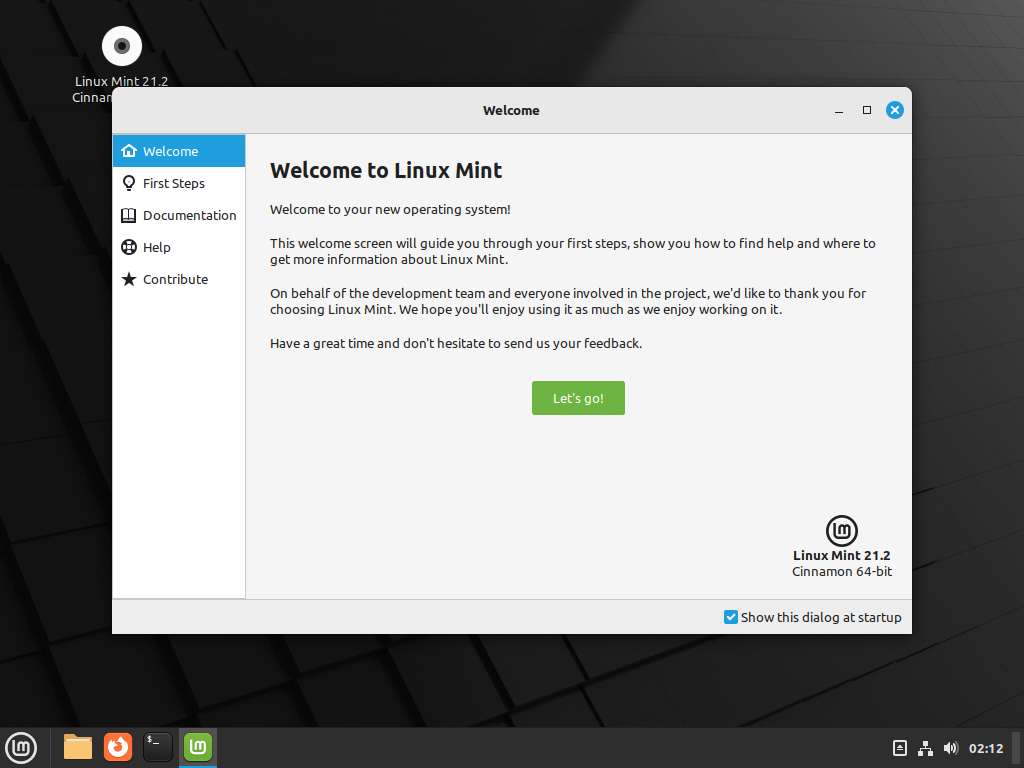 Linux Mint 21.2
Cinnam
Welcome
Welcome
First Steps
Documentation
Help
Contribute
Welcome to Linux Mint
Welcome to your new operating system!
This welcome screen will guide you through your first steps, show you how to find help and where to
get more information about Linux Mint.
On behalf of the development team and everyone involved in the project, we'd like to thank you for
choosing Linux Mint. We hope you'll enjoy using it as much as we enjoy working on it.
Have a great time and don't hesitate to send us your feedback.
Let's go!
Linux Mint 21.2
Cinnamon 64-bit
Show this dialog at startup
$_
02:12